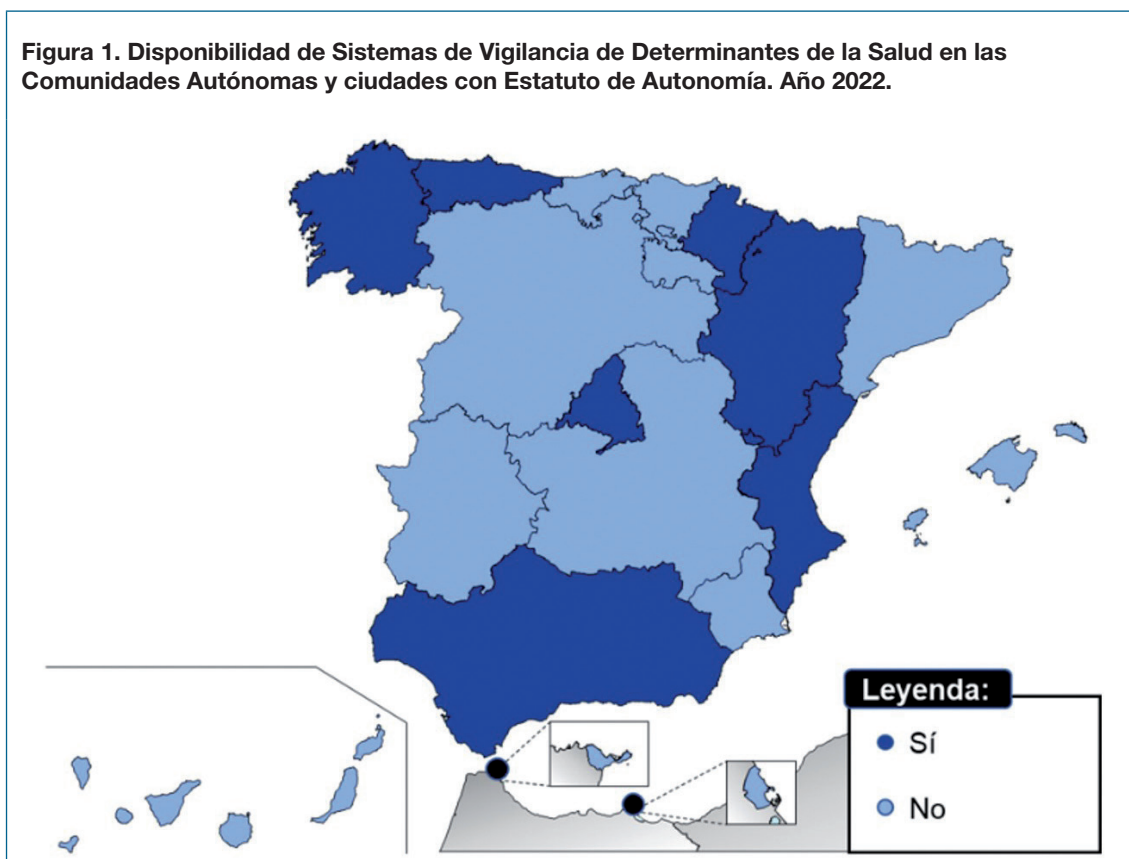 Figura 1. Disponibilidad de Sistemas de Vigilancia de Determinantes de la Salud en las
Comunidades Autónomas y ciudades con Estatuto de Autonomía. Año 2022.
Leyenda:
Sí
No